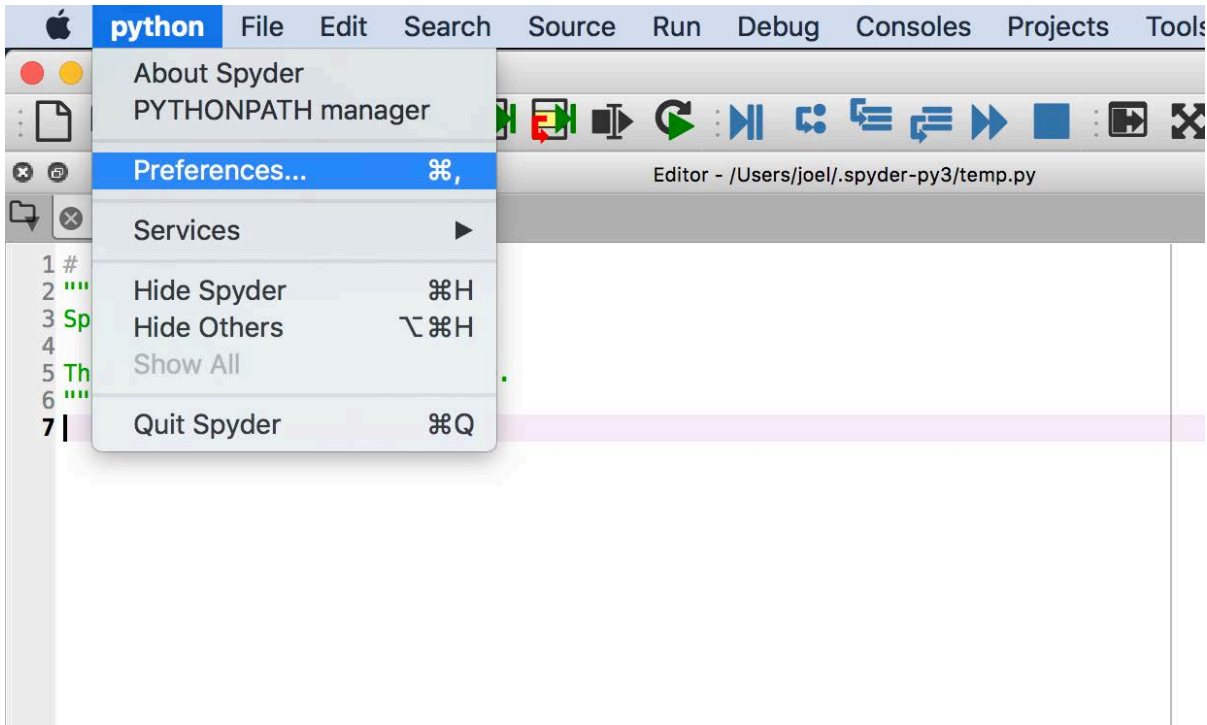 python File Edit Search Source Run Debug Consoles Projects Tools
About Spyder
PYTHONPATH manager
Preferences... ⌘,
Editor - /Users/joel/.spyder-py3/temp.py
Services ▶
Hide Spyder ⌘H
Hide Others ⌥⌘H
Show All
Quit Spyder ⌘Q
1 #
2 """
3 Sp
4
5 Th .
6 """
7